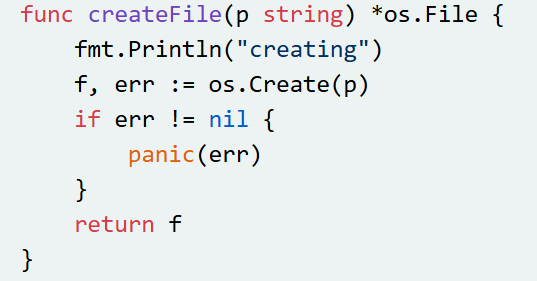 func createFile(p string) *os.File {
    fmt.Println("creating")
    f, err := os.Create(p)
    if err != nil {
        panic(err)
    }
    return f
}